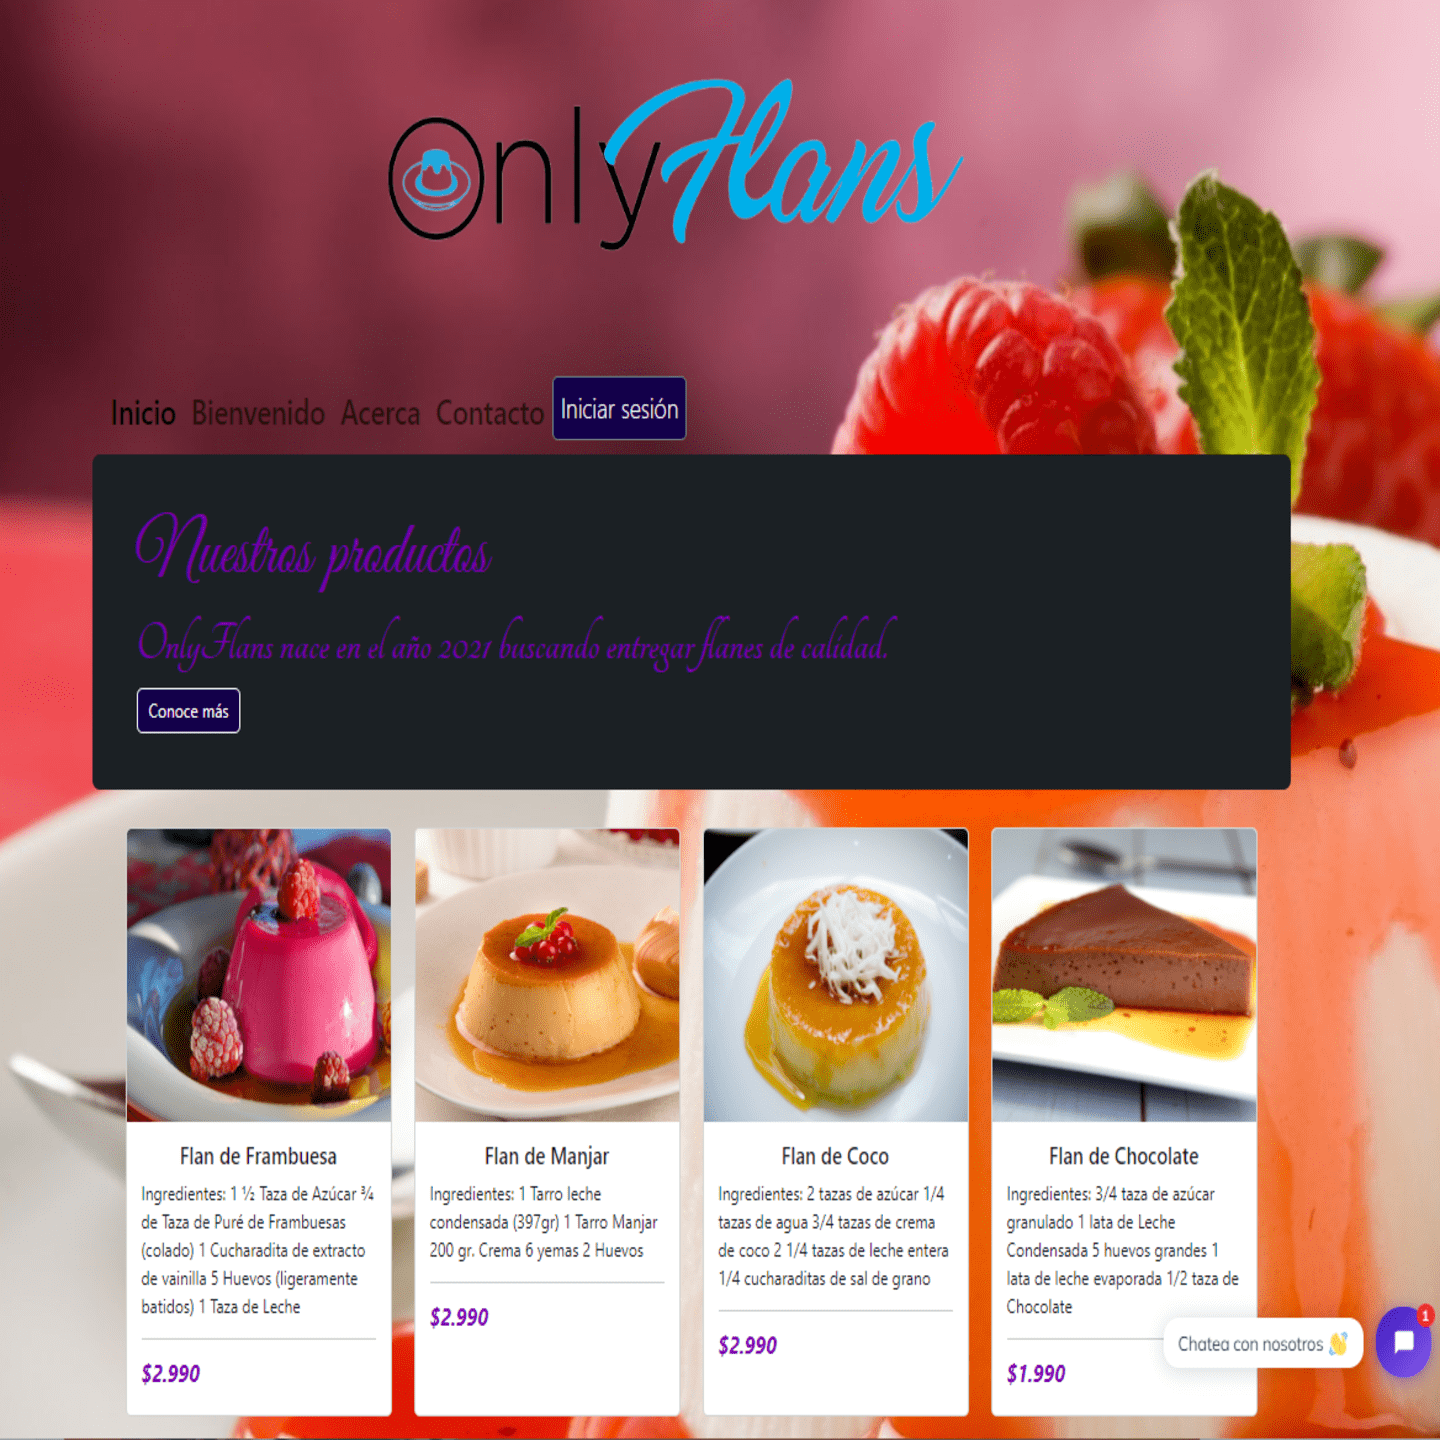 OnlyFlans
Inicio Bienvenido Acerca Contacto Iniciar sesión
Nuestros productos
OnlyFlans nace en el año 2021 buscando entregar flanes de calidad.
Conoce más
Flan de Frambuesa
Ingredientes: 1 ½ Taza de Azúcar ¾
de Taza de Puré de Frambuesas
(colado) 1 Cucharadita de extracto
de vainilla 5 Huevos (ligeramente
batidos) 1 Taza de Leche
$2.990
Flan de Manjar
Ingredientes: 1 Tarro leche
condensada (397gr) 1 Tarro Manjar
200 gr. Crema 6 yemas 2 Huevos
$2.990
Flan de Coco
Ingredientes: 2 tazas de azúcar 1/4
tazas de agua 3/4 tazas de crema
de coco 2 1/4 tazas de leche entera
1/4 cucharaditas de sal de grano
$2.990
Flan de Chocolate
Ingredientes: 3/4 taza de azúcar
granulado 1 lata de Leche
Condensada 5 huevos grandes 1
lata de leche evaporada 1/2 taza de
Chocolate
$1.990
Chatea con nosotros 👋
1